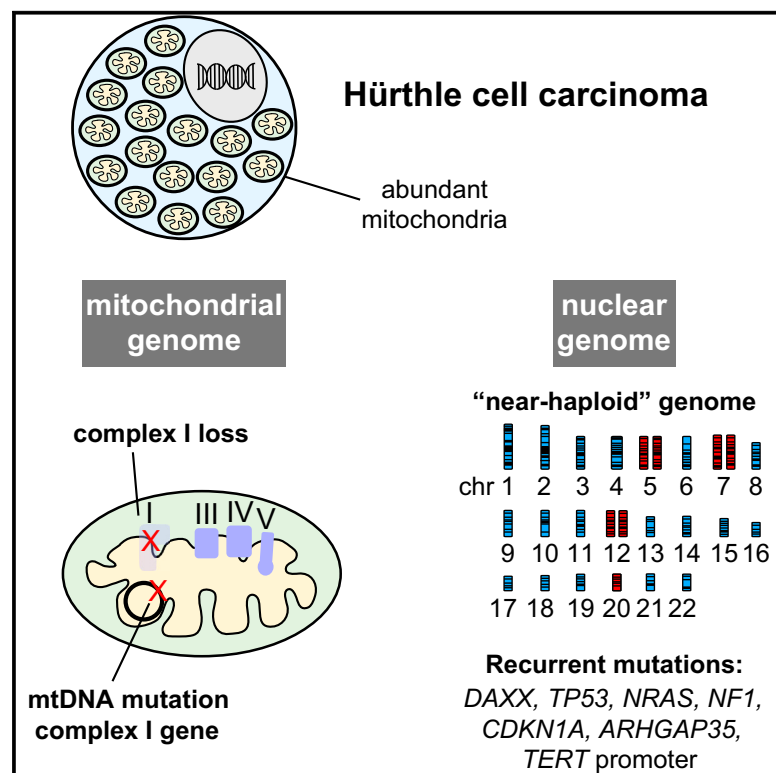 Hürthle cell carcinoma
abundant
mitochondria
mitochondrial
genome
nuclear
genome
complex I loss
I III IV V
X
X
mtDNA mutation
complex I gene
“near-haploid” genome
chr 1 2 3 4 5 6 7 8
9 10 11 12 13 14 15 16
17 18 19 20 21 22
Recurrent mutations:
DAXX, TP53, NRAS, NF1,
CDKN1A, ARHGAP35,
TERT promoter